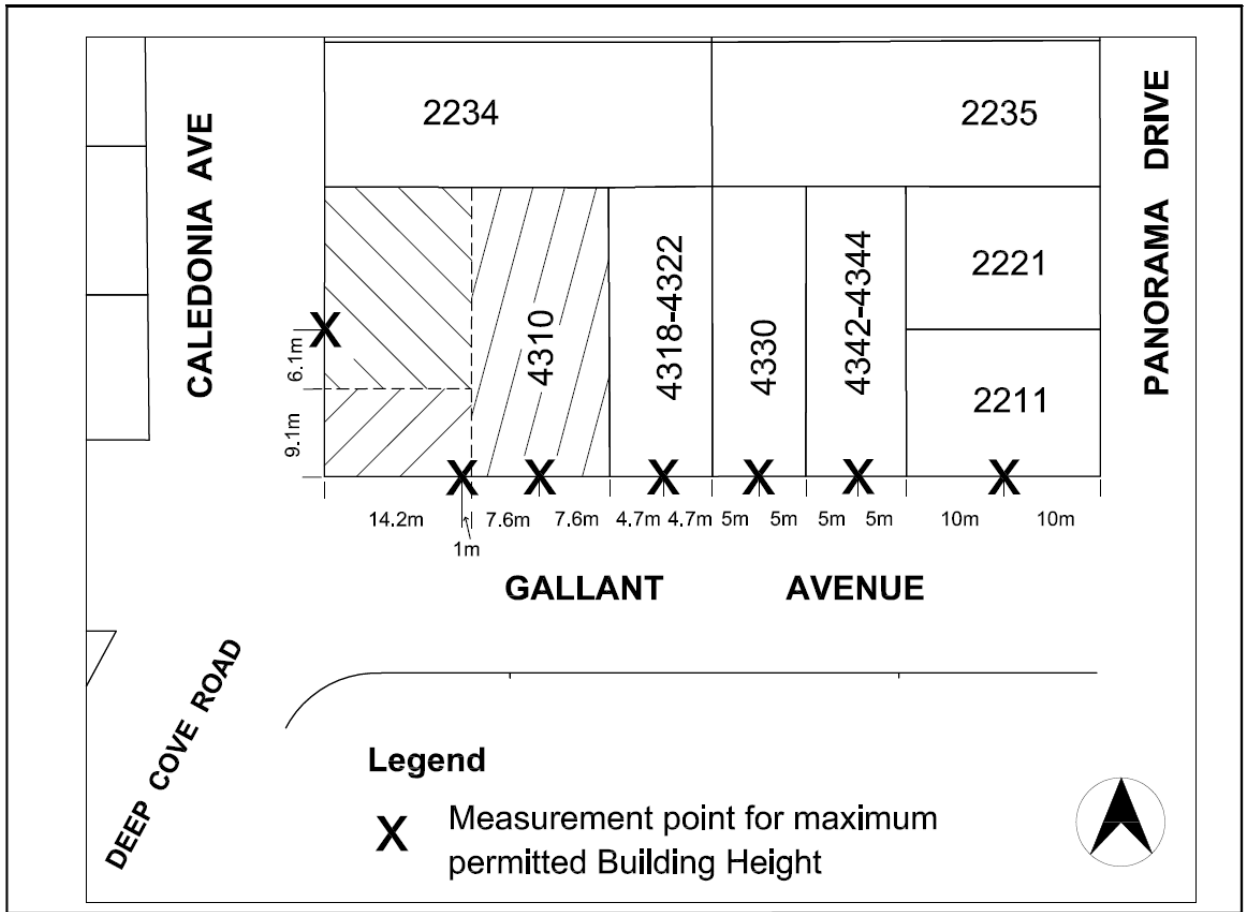 2234
2235
CALEDONIA AVE
PANORAMA DRIVE
4310
4318-4322
4330
4342-4344
2221
2211
X
6.1m
9.1m
X X X X X X
14.2m 7.6m 7.6m 4.7m 4.7m 5m 5m 5m 5m 10m 10m
1m
GALLANT AVENUE
DEEP COVE ROAD
Legend
X Measurement point for maximum
permitted Building Height